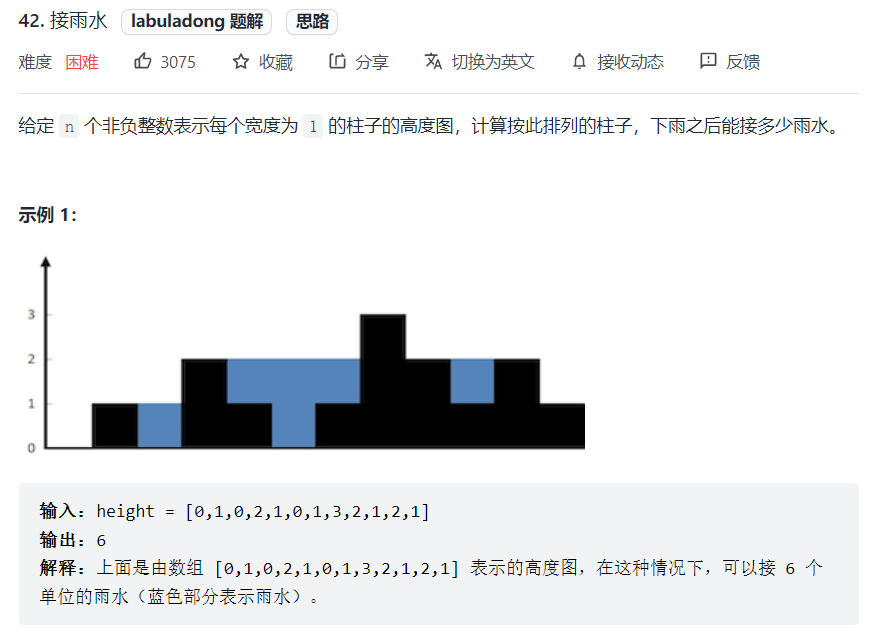 42. 接雨水 labuladong 题解 思路
难度 困难 3075 收藏 分享 切换为英文 接收动态 反馈
给定 n 个非负整数表示每个宽度为 1 的柱子的高度图，计算按此排列的柱子，下雨之后能接多少雨水。
示例 1：
3
2
1
0
输入：height = [0,1,0,2,1,0,1,3,2,1,2,1]
输出：6
解释：上面是由数组 [0,1,0,2,1,0,1,3,2,1,2,1] 表示的高度图，在这种情况下，可以接 6 个
单位的雨水（蓝色部分表示雨水）。